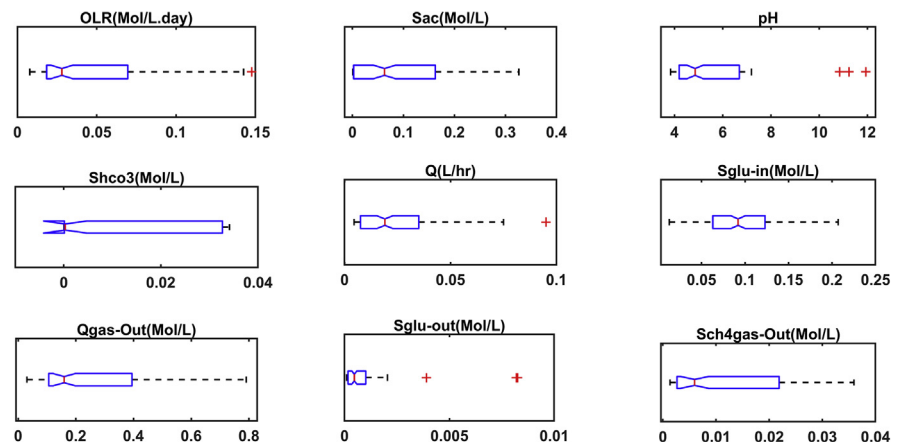 OLR(Mol/L.day)
Sac(Mol/L)
pH
0 0.05 0.1 0.15
0 0.1 0.2 0.3 0.4
4 6 8 10 12
Shco3(Mol/L)
Q(L/hr)
Sglu-in(Mol/L)
0 0.02 0.04
0 0.05 0.1
0.05 0.1 0.15 0.2 0.25
Qgas-Out(Mol/L)
Sglu-out(Mol/L)
Sch4gas-Out(Mol/L)
0 0.2 0.4 0.6 0.8
0 0.005 0.01
0 0.01 0.02 0.03 0.04